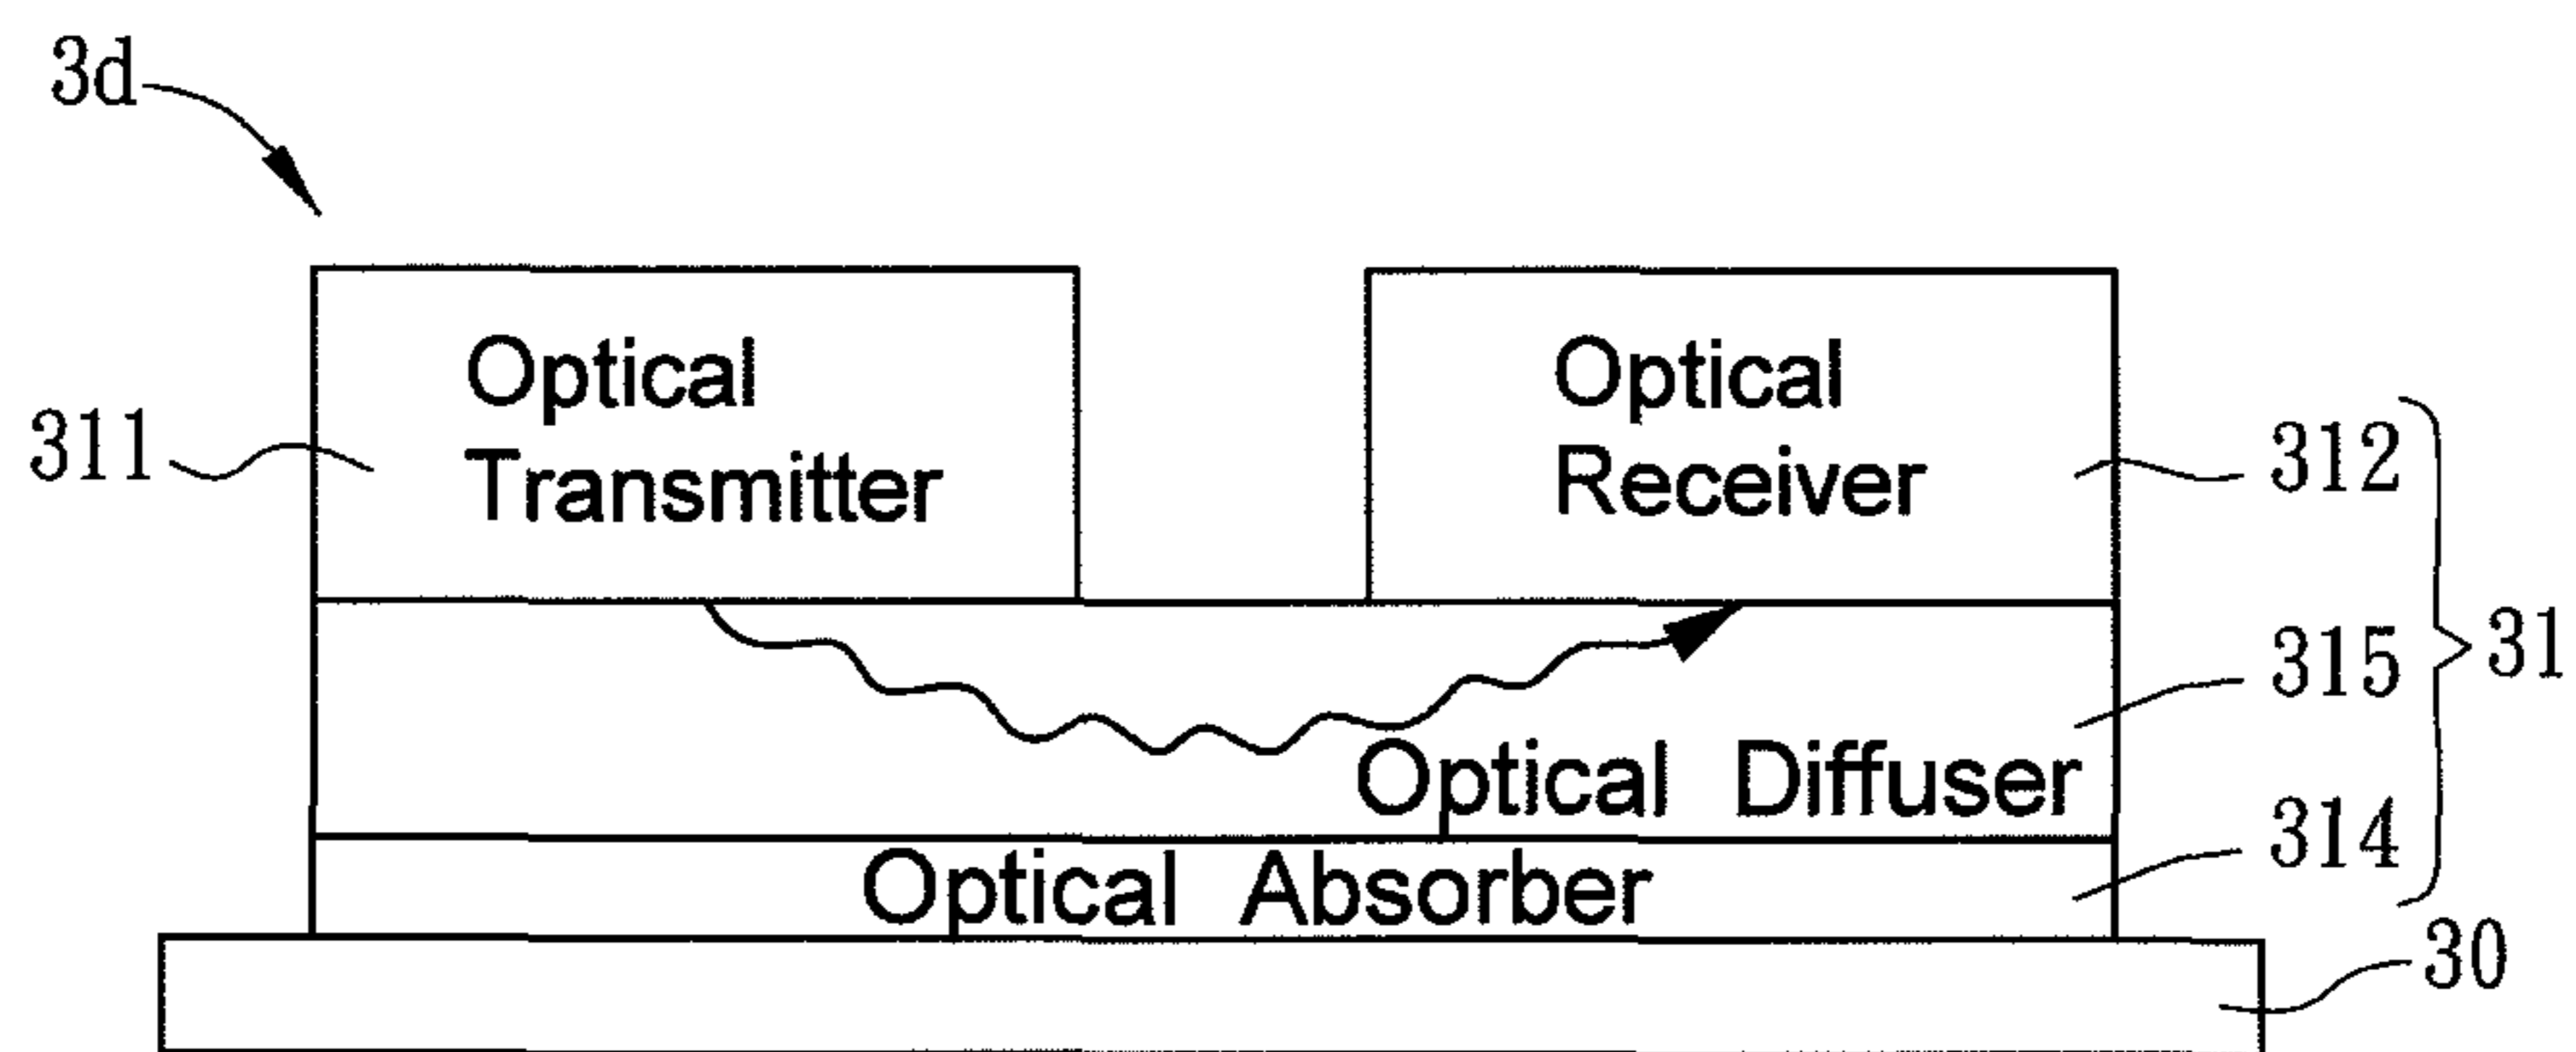 3d
Optical
Transmitter
Optical
Receiver
311
312
315
31
Optical Diffuser
314
Optical Absorber
30